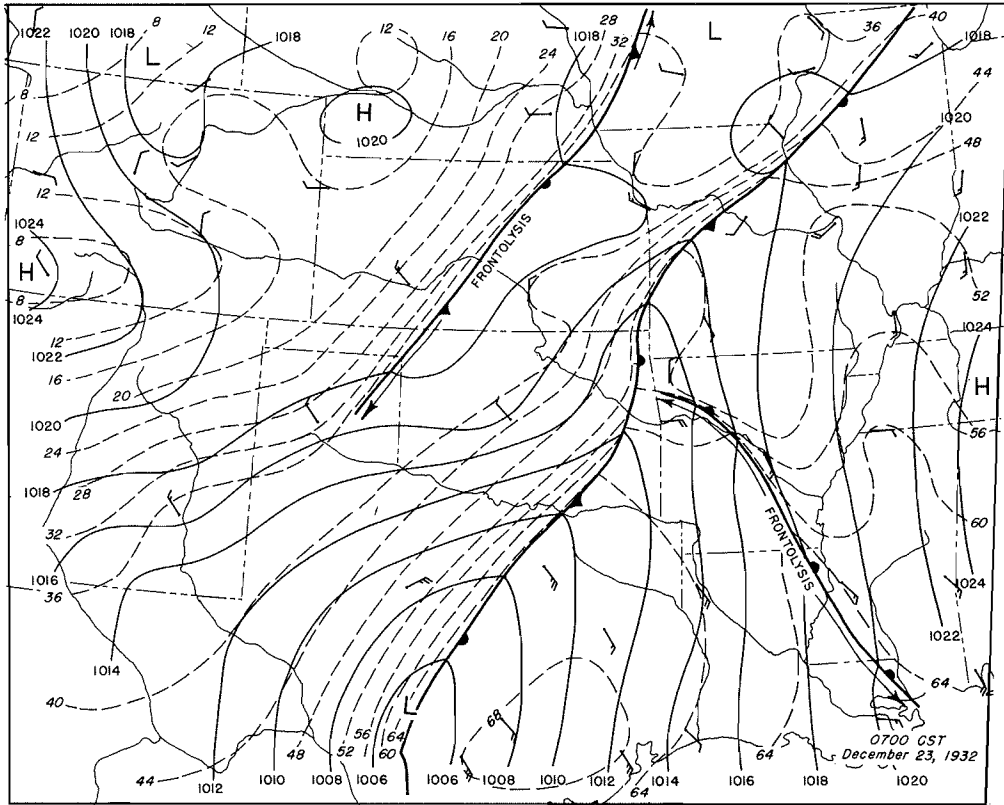 8 12 20 28 40
1022 1020 1018 L 1018 12 16 24 1018 32 L 36 1018
8 44
12 H 1020 1020
12 48
1024 8 FRONTOLYSIS 1022
H 52
8
1024 1024
12
1022
16 H
20
1020 56
24
1018 28
32 60
FRONTOLYSIS
1016 1024
36
1022
1014
64
40 L 68
64
56 60
48 52
0700 CST
December 23, 1932
44 1012 1010 1008 1006 1006 1008 1010 1012 64 1014 64 1016 1018 1020